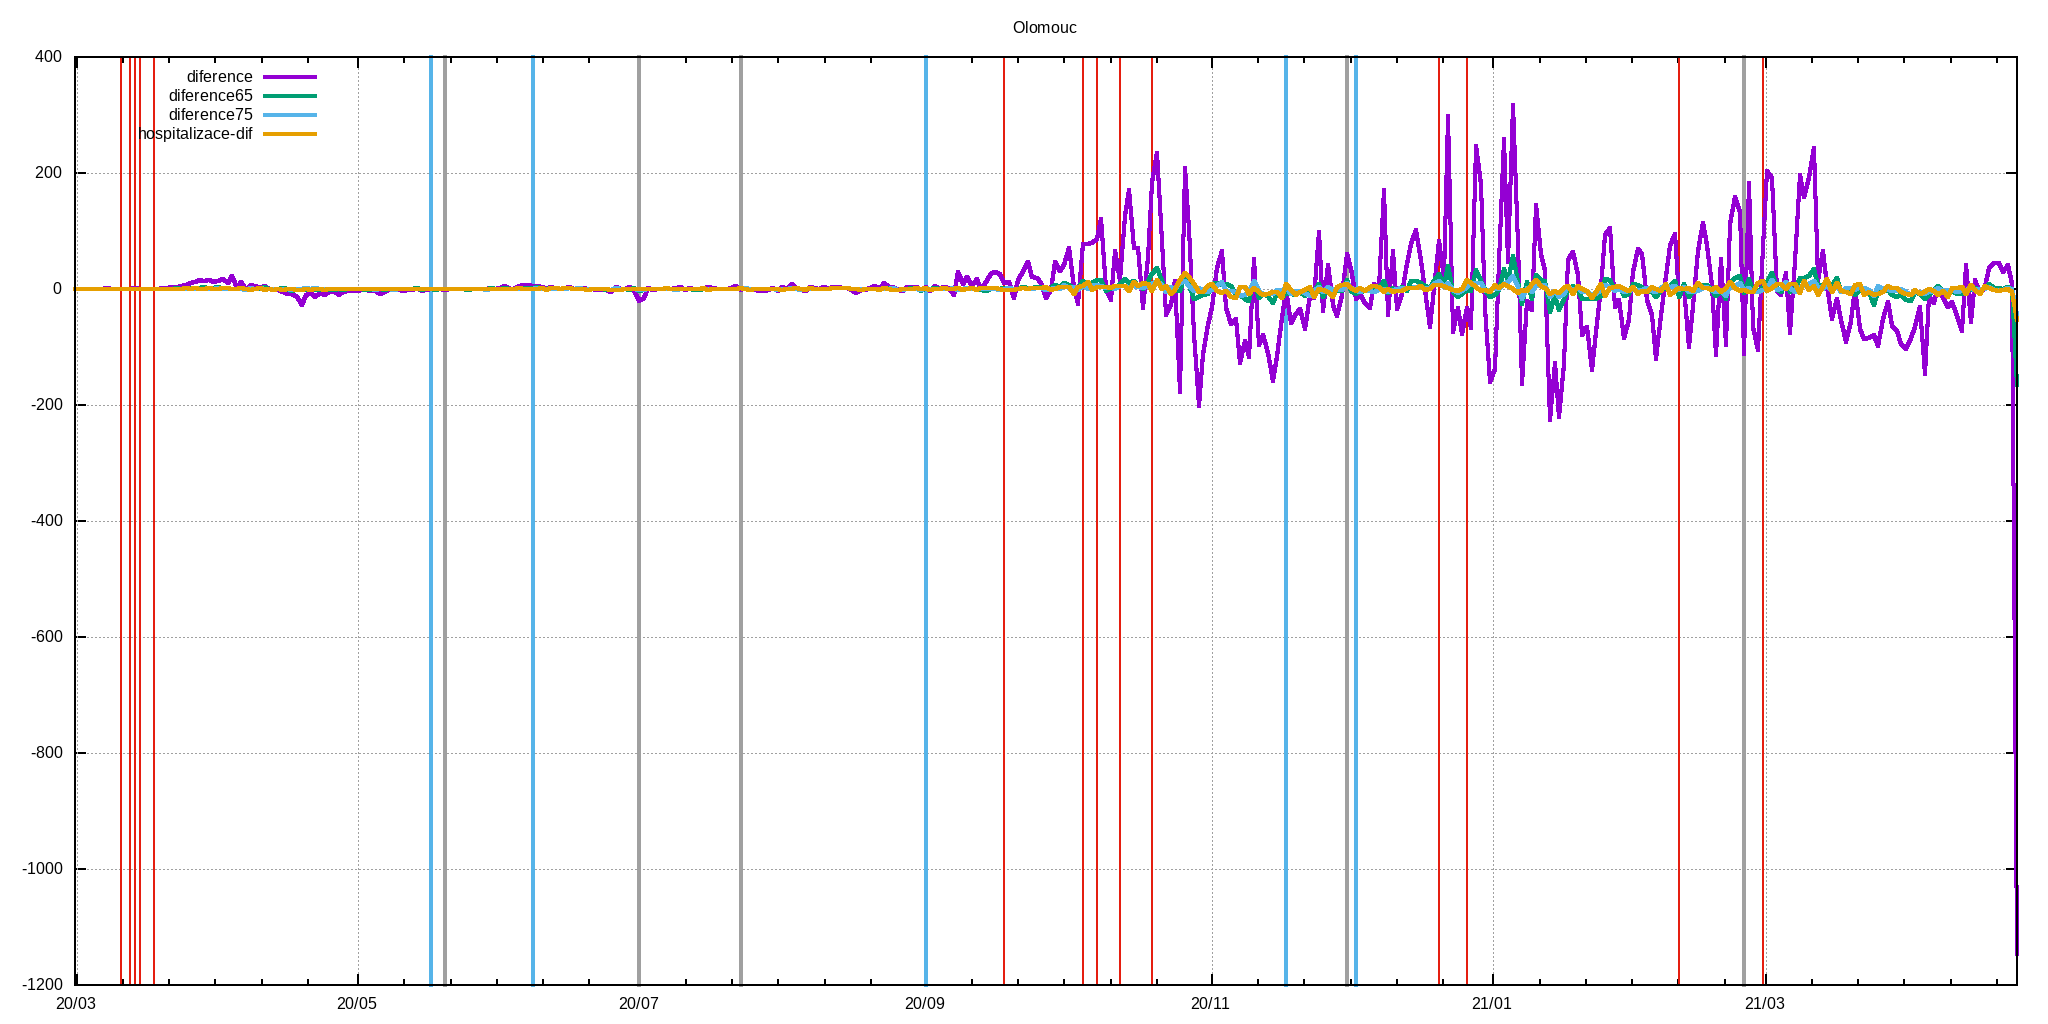 Olomouc
400
diference
diference65
diference75
hospitalizace-dif
200
0
-200
-400
-600
-800
-1000
-1200
20/03 20/05 20/07 20/09 20/11 21/01 21/03